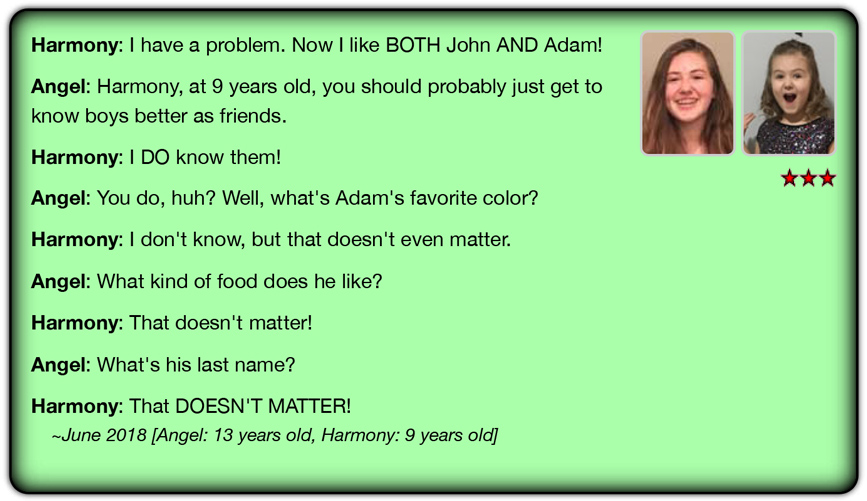 Harmony: I have a problem. Now I like BOTH John AND Adam!
Angel: Harmony, at 9 years old, you should probably just get to
know boys better as friends.
Harmony: I DO know them!
Angel: You do, huh? Well, what's Adam's favorite color?
Harmony: I don't know, but that doesn't even matter.
Angel: What kind of food does he like?
Harmony: That doesn't matter!
Angel: What's his last name?
Harmony: That DOESN'T MATTER!
~June 2018 [Angel: 13 years old, Harmony: 9 years old]